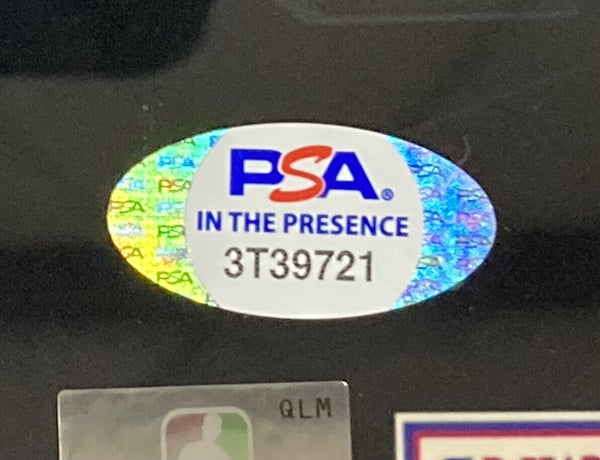 PSA®
IN THE PRESENCE
3T39721
QLM